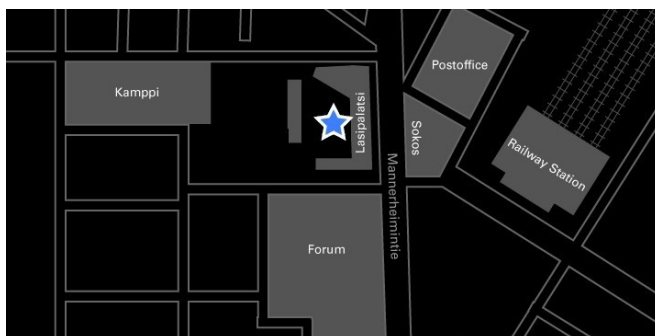 Postoffice
Kamppi
Lasipalatsi
Sokos
Railway Station
Mannerheimintie
Forum